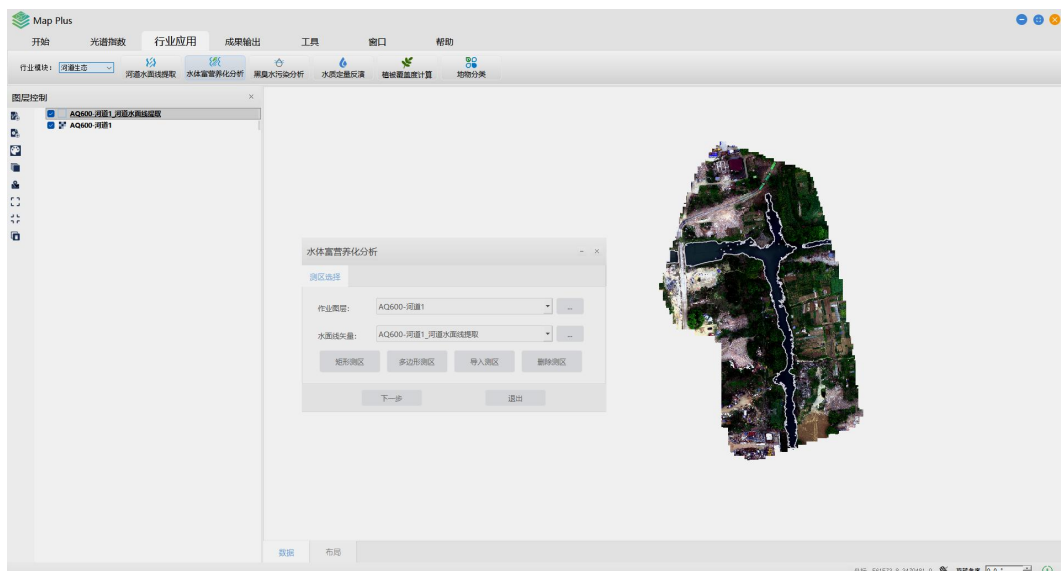 Map Plus
开始 光谱指数 行业应用 成果输出 工具 窗口 帮助
行业模块： 河道生态 河道水面线提取 水体富营养化分析 黑臭水污染分析 水质定量反演 植被覆盖度计算 地物分类
图层控制 ×
AQ600-河道1_河道水面线提取
AQ600-河道1
水体富营养化分析 - ×
测区选择
作业图层： AQ600-河道1 ...
水面线矢量： AQ600-河道1_河道水面线提取 ...
矩形测区 多边形测区 导入测区 删除测区
下一步 退出
数据 布局